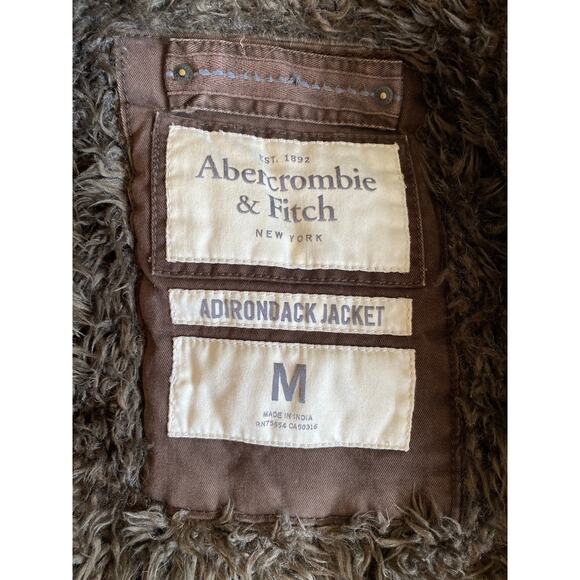 EST. 1892
Abercrombie
& Fitch
NEW YORK
ADIRONDACK JACKET
M
MADE IN INDIA
RN75654 CA50316